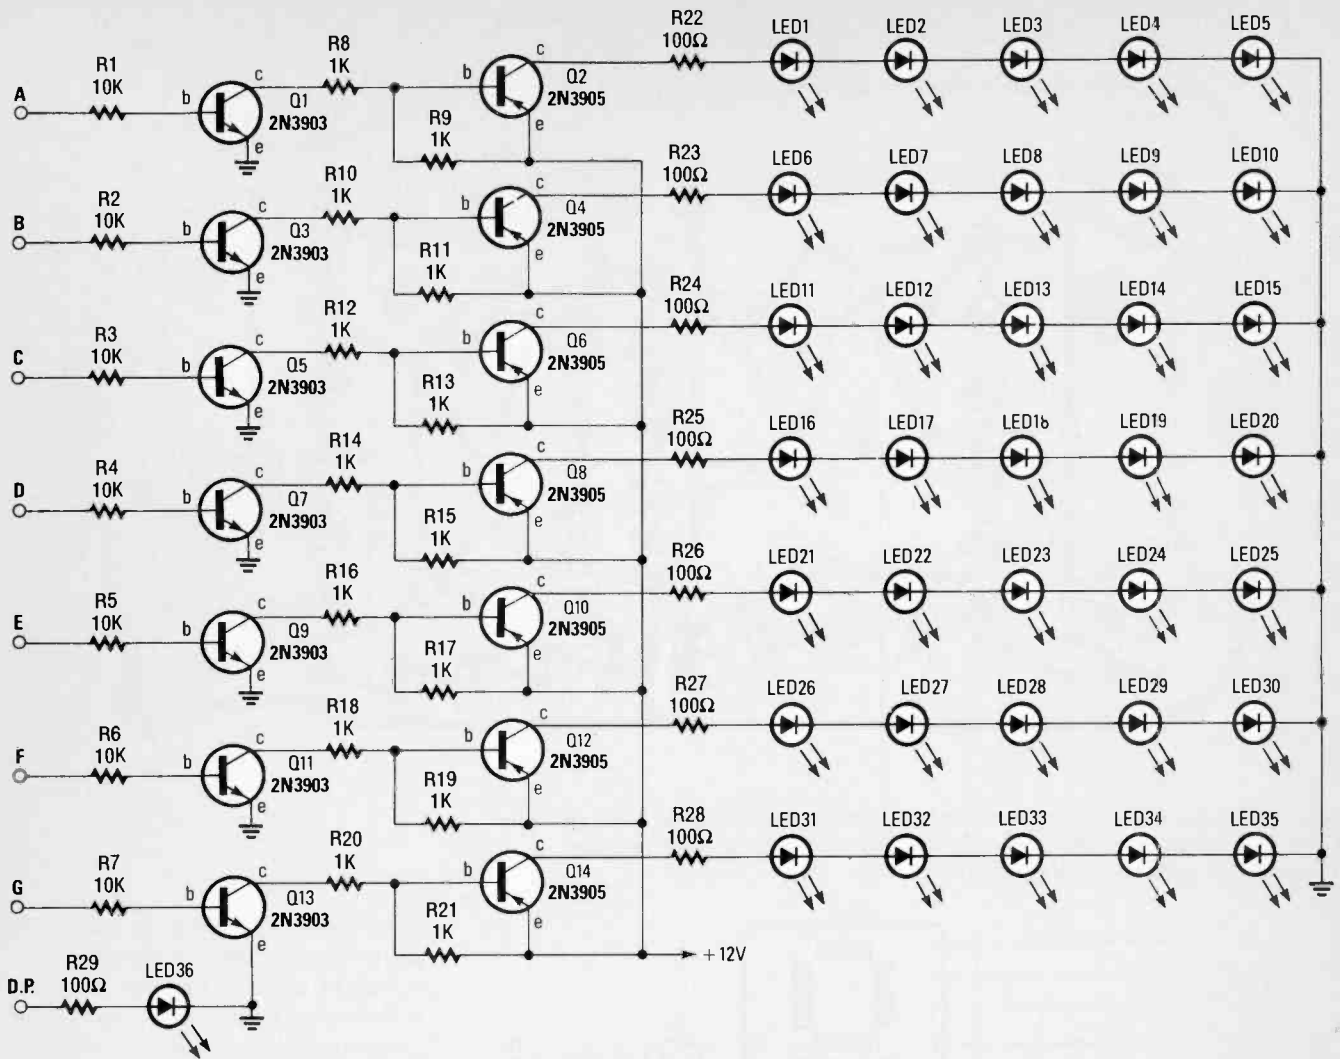 R22
100Ω
LED1 LED2 LED3 LED4 LED5
R8
1K
R1
10K
c
c
Q2
2N3905
A
b
Q1
2N3903
b
R9
1K
e
e
R23
100Ω
LED6 LED7 LED8 LED9 LED10
R10
1K
R2
10K
c
c
Q4
2N3905
B
b
Q3
2N3903
b
R11
1K
e
e
R24
100Ω
LED11 LED12 LED13 LED14 LED15
R12
1K
R3
10K
c
c
Q6
2N3905
C
b
Q5
2N3903
b
R13
1K
e
e
R25
100Ω
LED16 LED17 LED18 LED19 LED20
R14
1K
R4
10K
c
c
Q8
2N3905
D
b
Q7
2N3903
b
R15
1K
e
e
R26
100Ω
LED21 LED22 LED23 LED24 LED25
R16
1K
R5
10K
c
c
Q10
2N3905
E
b
Q9
2N3903
b
R17
1K
e
e
R27
100Ω
LED26 LED27 LED28 LED29 LED30
R18
1K
R6
10K
c
c
Q12
2N3905
F
b
Q11
2N3903
b
R19
1K
e
e
R28
100Ω
LED31 LED32 LED33 LED34 LED35
R20
1K
R7
10K
c
c
Q14
2N3905
G
b
Q13
2N3903
b
R21
1K
e
e
+12V
D.P.
R29
100Ω
LED36